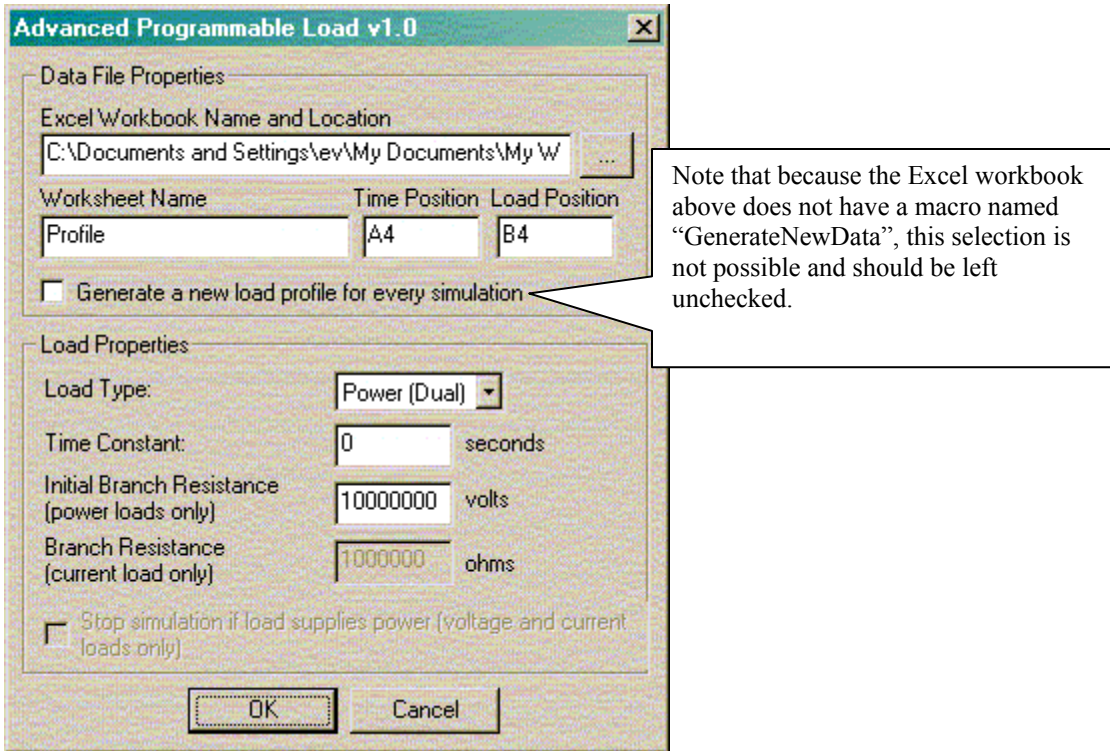 Advanced Programmable Load v1.0
Data File Properties
Excel Workbook Name and Location
C:\Documents and Settings\ev\My Documents\My W
...
Worksheet Name
Time Position
Load Position
Profile
A4
B4
Generate a new load profile for every simulation
Note that because the Excel workbook
above does not have a macro named
“GenerateNewData”, this selection is
not possible and should be left
unchecked.
Load Properties
Load Type:
Power (Dual)
Time Constant:
0
seconds
Initial Branch Resistance
(power loads only)
10000000
volts
Branch Resistance
(current load only)
1000000
ohms
Stop simulation if load supplies power (voltage and current
loads only)
OK
Cancel